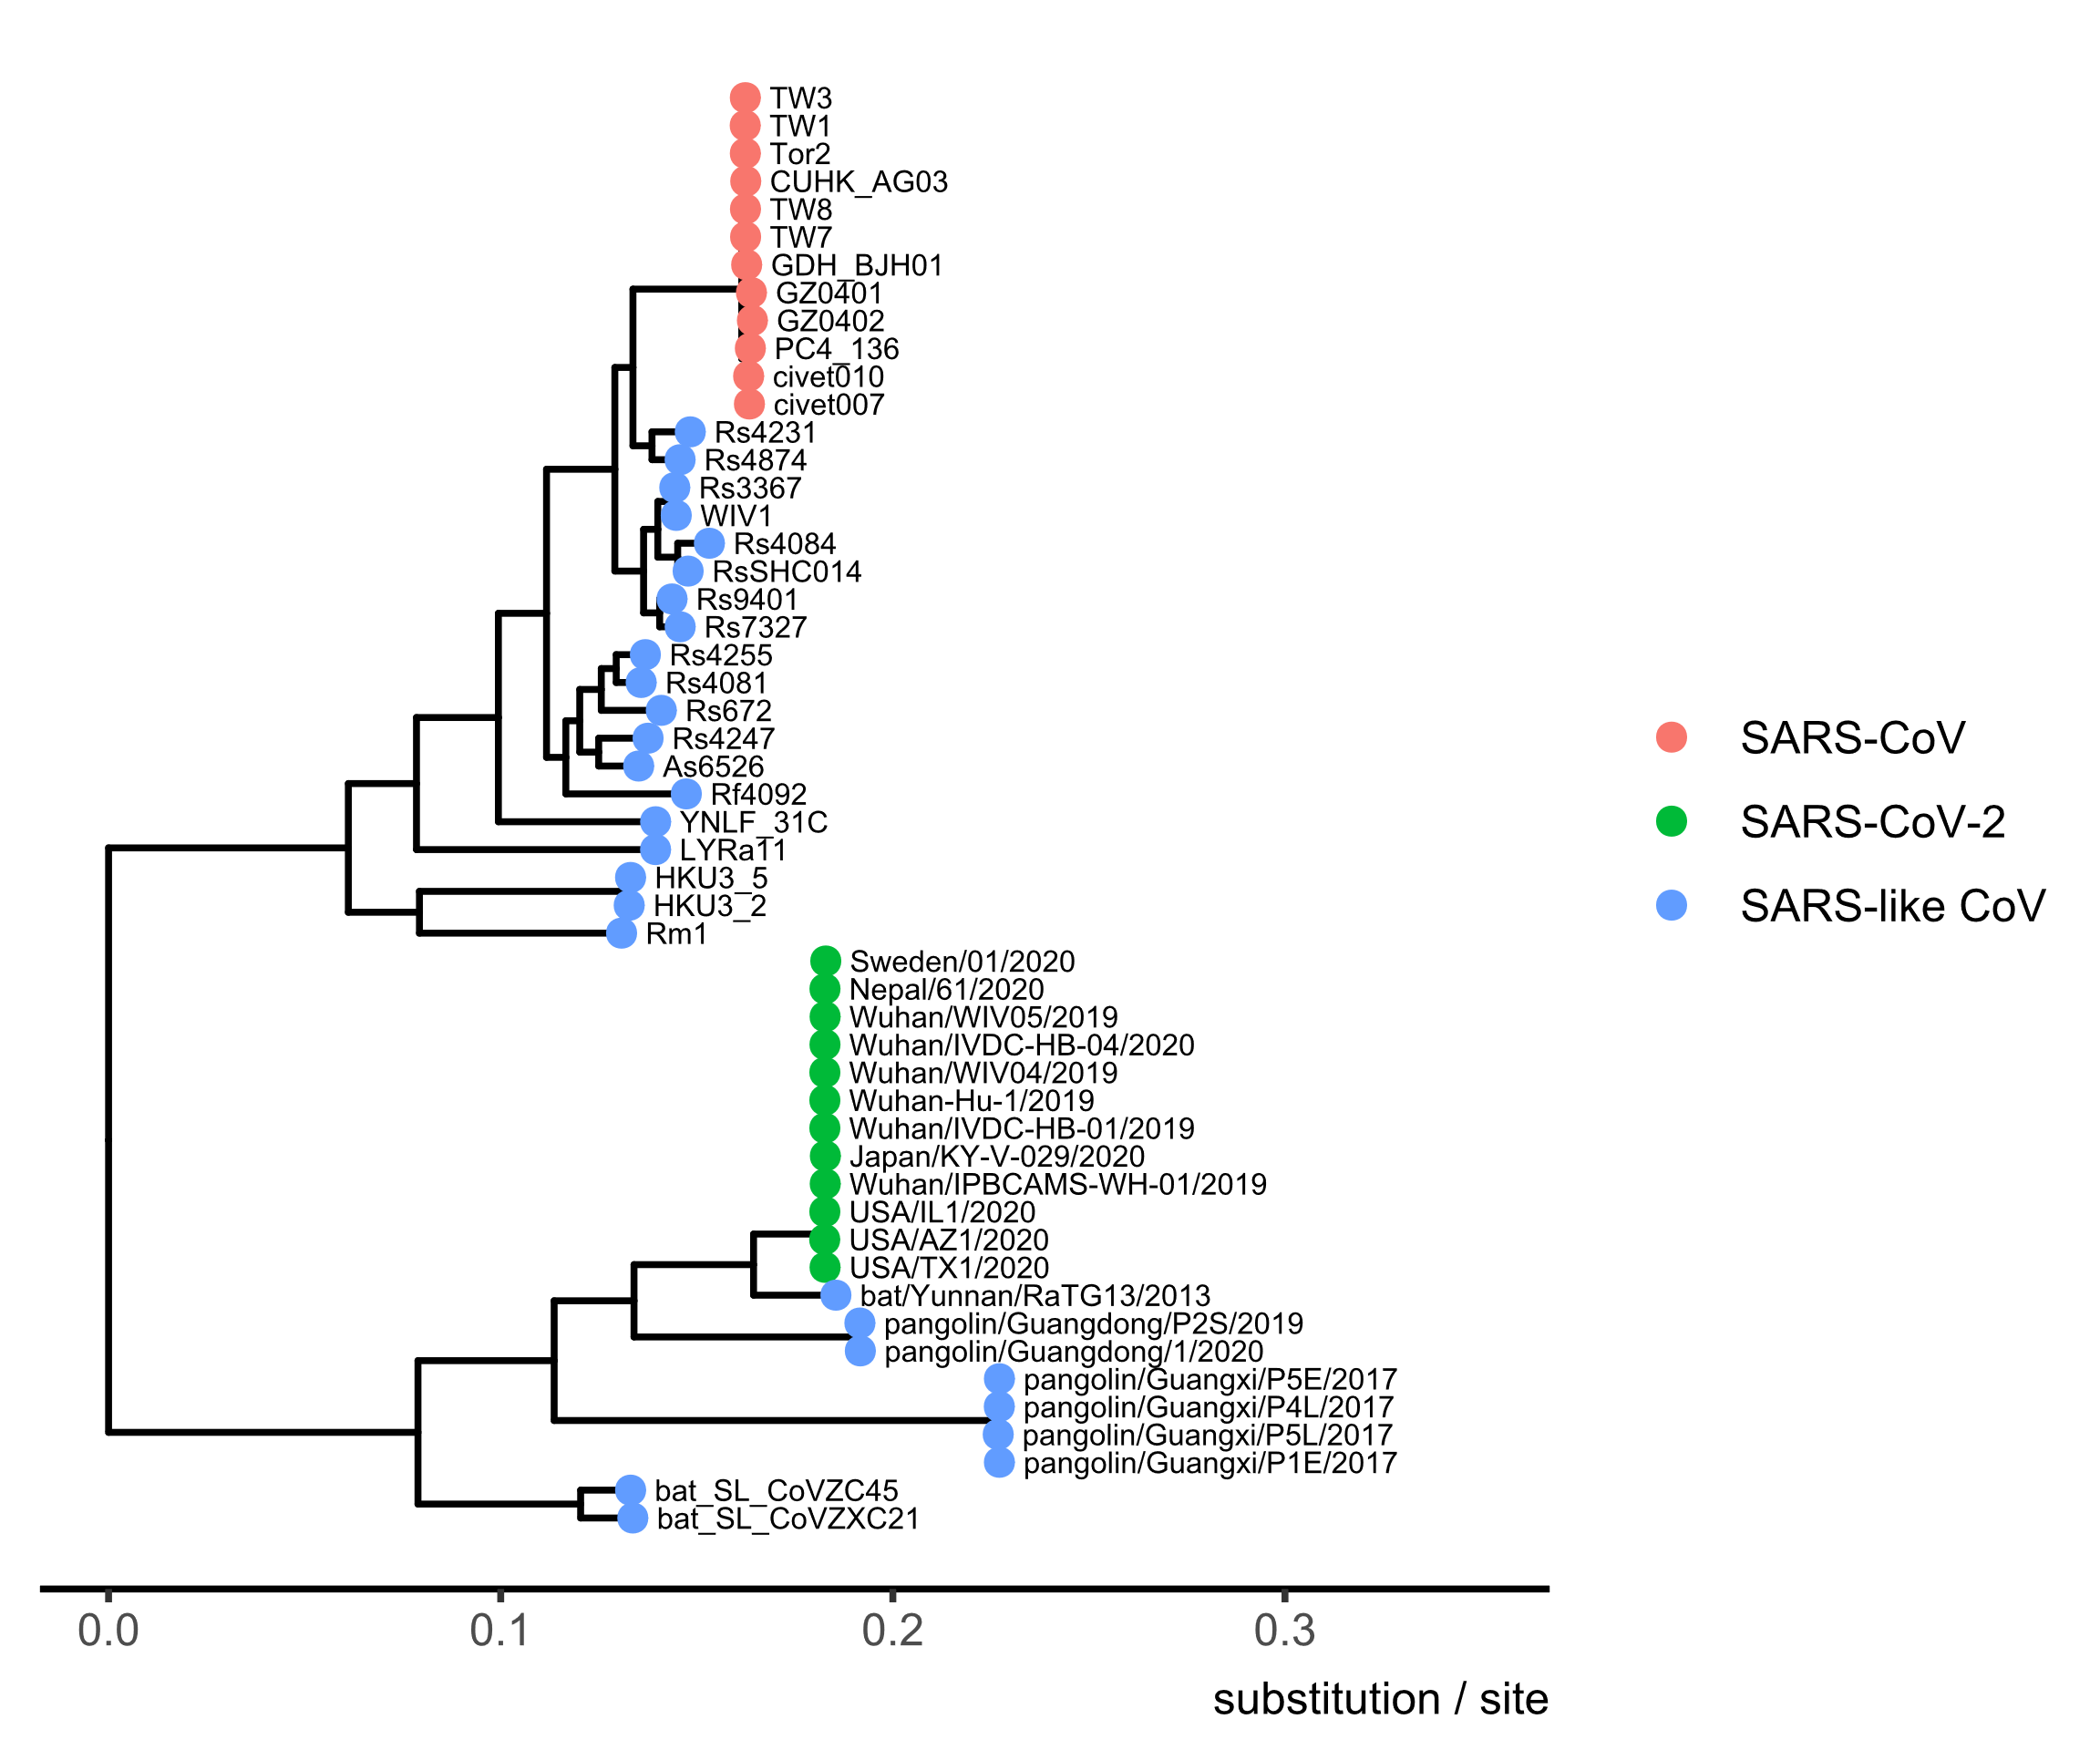 TW3
TW1
Tor2
CUHK_AG03
TW8
TW7
GDH_BJH01
GZ0401
GZ0402
PC4_136
civet010
civet007
Rs4231
Rs4874
Rs3367
WIV1
Rs4084
RsSHC014
Rs9401
Rs7327
Rs4255
Rs4081
Rs672
Rs4247
As6526
Rf4092
YNLF_31C
LYRa11
HKU3_5
HKU3_2
Rm1
Sweden/01/2020
Nepal/61/2020
Wuhan/WIV05/2019
Wuhan/IVDC-HB-04/2020
Wuhan/WIV04/2019
Wuhan-Hu-1/2019
Wuhan/IVDC-HB-01/2019
Japan/KY-V-029/2020
Wuhan/IPBCAMS-WH-01/2019
USA/IL1/2020
USA/AZ1/2020
USA/TX1/2020
bat/Yunnan/RaTG13/2013
pangolin/Guangdong/P2S/2019
pangolin/Guangdong/1/2020
pangolin/Guangxi/P5E/2017
pangolin/Guangxi/P4L/2017
pangolin/Guangxi/P5L/2017
pangolin/Guangxi/P1E/2017
bat_SL_CoVZC45
bat_SL_CoVZXC21
SARS-CoV
SARS-CoV-2
SARS-like CoV
0.0 0.1 0.2 0.3
substitution / site